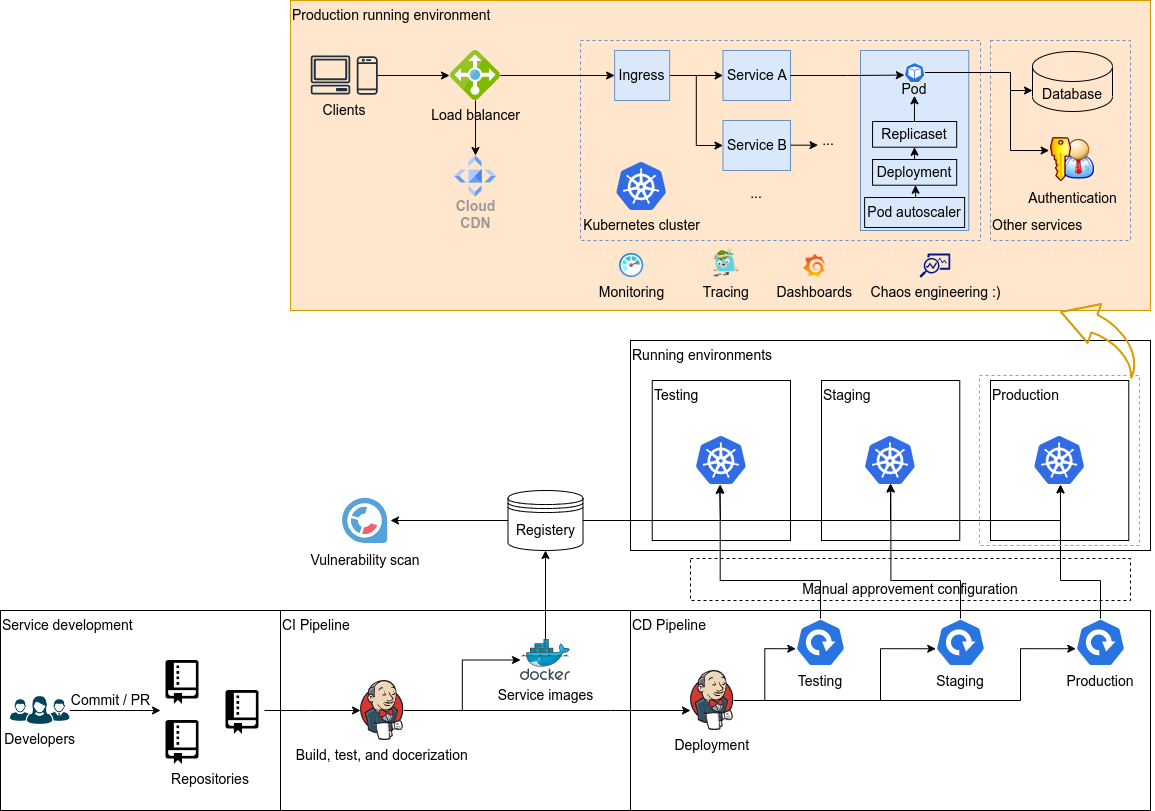 Production running environment
Clients
Load balancer
Cloud
CDN
Ingress
Service A
Service B
...
...
Kubernetes cluster
Pod
Replicaset
Deployment
Pod autoscaler
Database
Authentication
Other services
Monitoring
Tracing
Dashboards
Chaos engineering :)
Running environments
Testing
Staging
Production
Registery
Vulnerability scan
Manual approvement configuration
Service development
Commit / PR
Developers
Repositories
CI Pipeline
docker
Service images
Build, test, and docerization
CD Pipeline
Deployment
Testing
Staging
Production